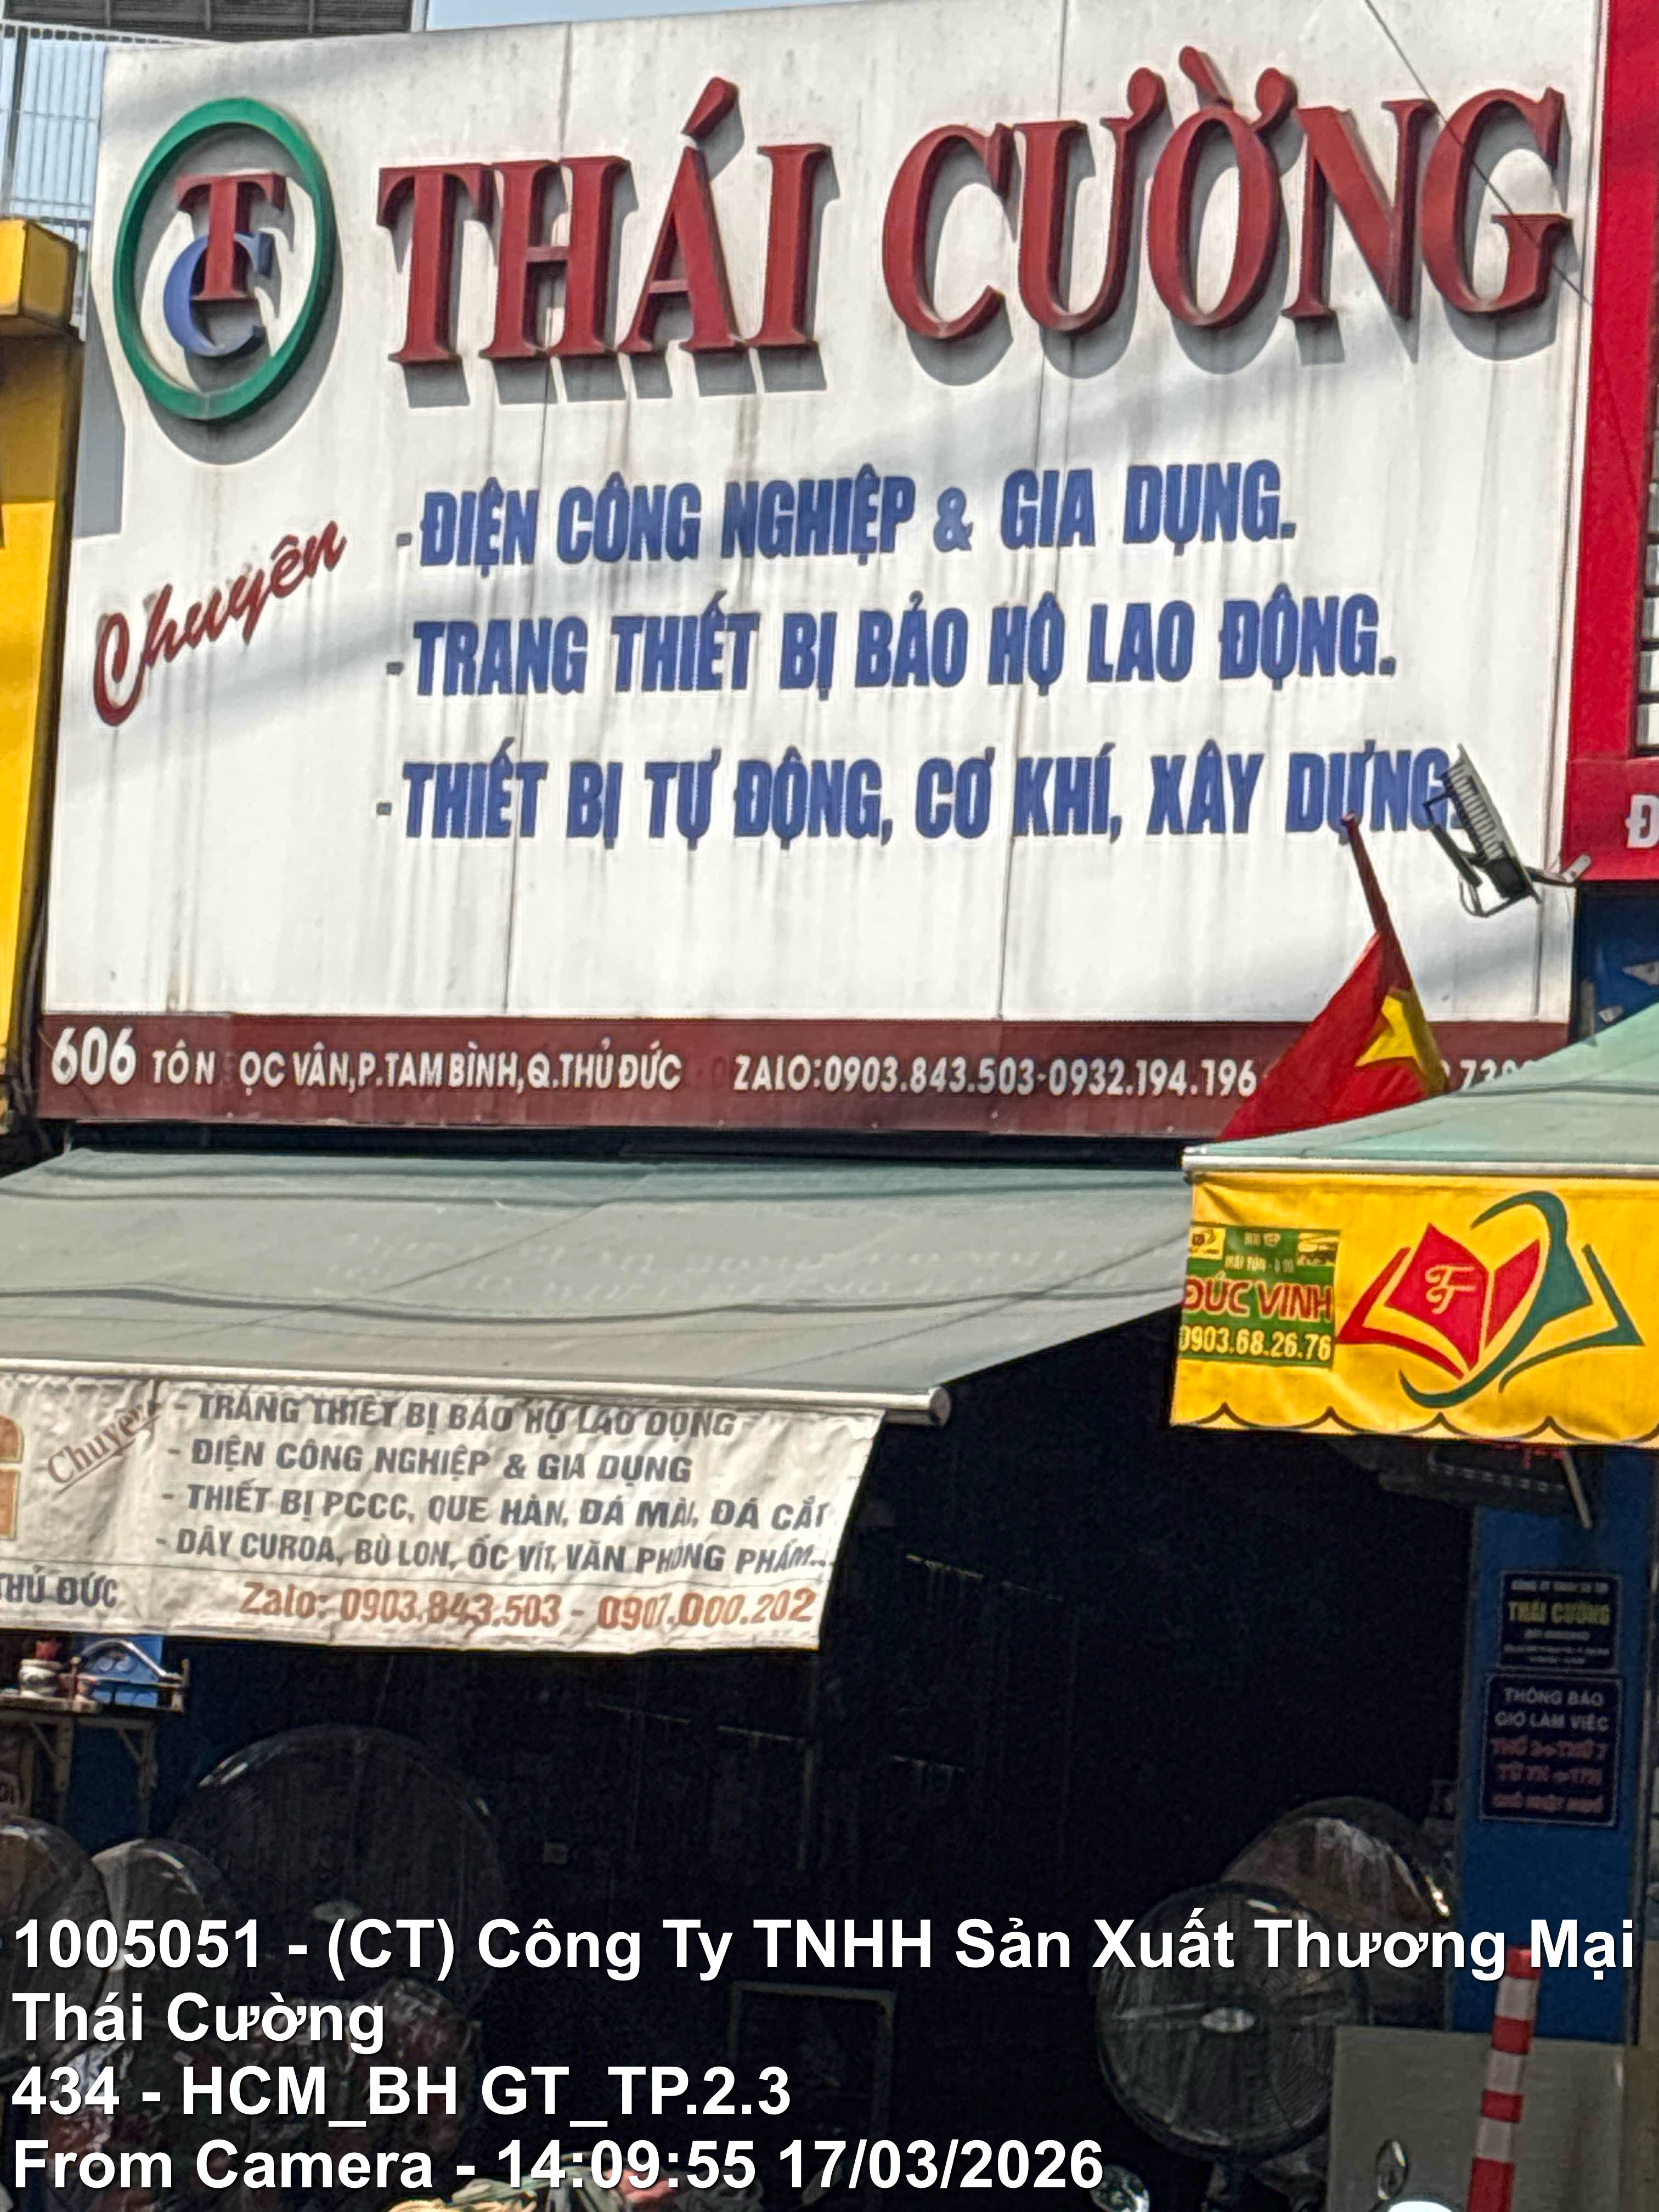 TC
THÁI CƯỜNG
Chuyên
-ĐIỆN CÔNG NGHIỆP & GIA DỤNG.
-TRANG THIẾT BỊ BẢO HỘ LAO ĐỘNG.
-THIẾT BỊ TỰ ĐỘNG, CƠ KHÍ, XÂY DỰNG.
606 TÔ N ỌC VÂN,P.TAM BÌNH,Q.THỦ ĐỨC ZALO:0903.843.503-0932.194.196
ĐỨC VINH
0903.68.26.76
Chuyên
- TRANG THIẾT BỊ BẢO HỘ LAO ĐỘNG
- ĐIỆN CÔNG NGHIỆP & GIA DỤNG
- THIẾT BỊ PCCC, QUE HÀN, ĐÁ MÀI, ĐÁ CẮT
- DÂY CUROA, BÙ LON, ỐC VÍT, VĂN PHÒNG PHẨM...
THỦ ĐỨC Zalo: 0903.843.503 - 0907.000.202
THÁI CƯỜNG
THÔNG BÁO
GIỜ LÀM VIỆC
THỨ 2->THỨ 7
1005051 - (CT) Công Ty TNHH Sản Xuất Thương Mại
Thái Cường
434 - HCM_BH GT_TP.2.3
From Camera - 14:09:55 17/03/2026